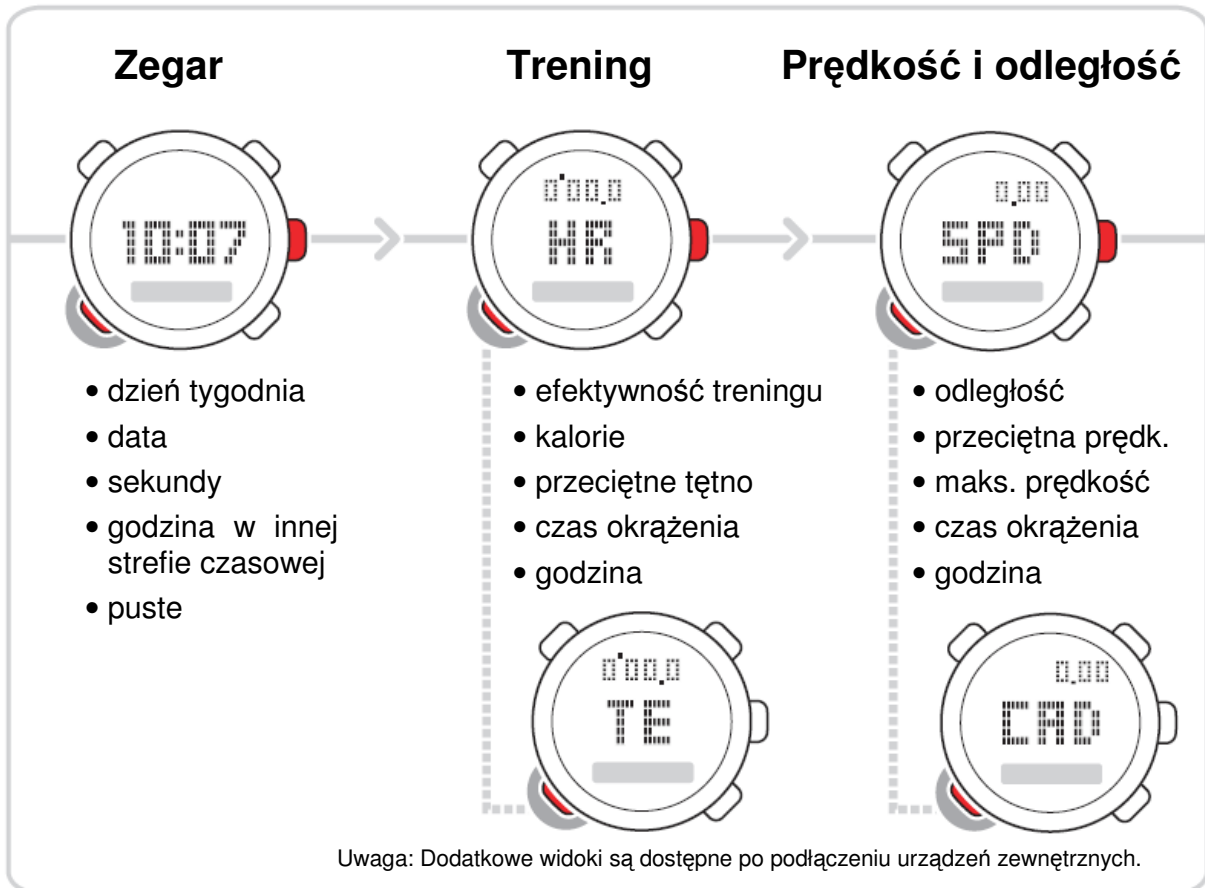 Zegar
Trening
Prędkość i odległość
10:07
0'00.0
HR
0.00
SPD
• dzień tygodnia
• data
• sekundy
• godzina w innej
strefie czasowej
• puste
• efektywność treningu
• kalorie
• przeciętne tętno
• czas okrążenia
• godzina
• odległość
• przeciętna prędk.
• maks. prędkość
• czas okrążenia
• godzina
0'00.0
TE
0.00
CAD
Uwaga: Dodatkowe widoki są dostępne po podłączeniu urządzeń zewnętrznych.